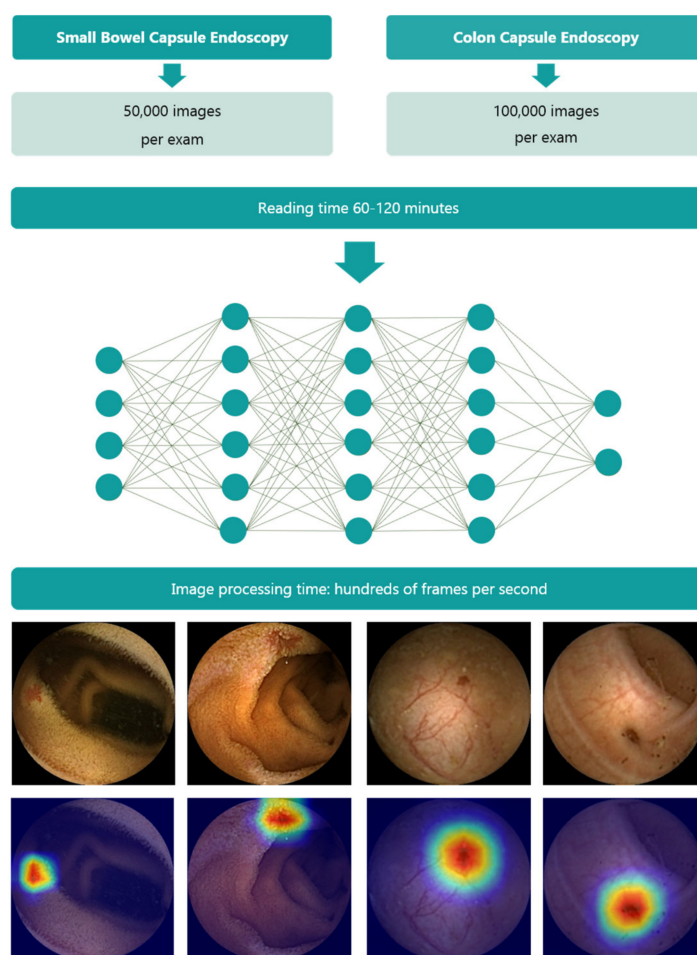 Small Bowel Capsule Endoscopy
Colon Capsule Endoscopy
50,000 images
per exam
100,000 images
per exam
Reading time 60-120 minutes
Image processing time: hundreds of frames per second